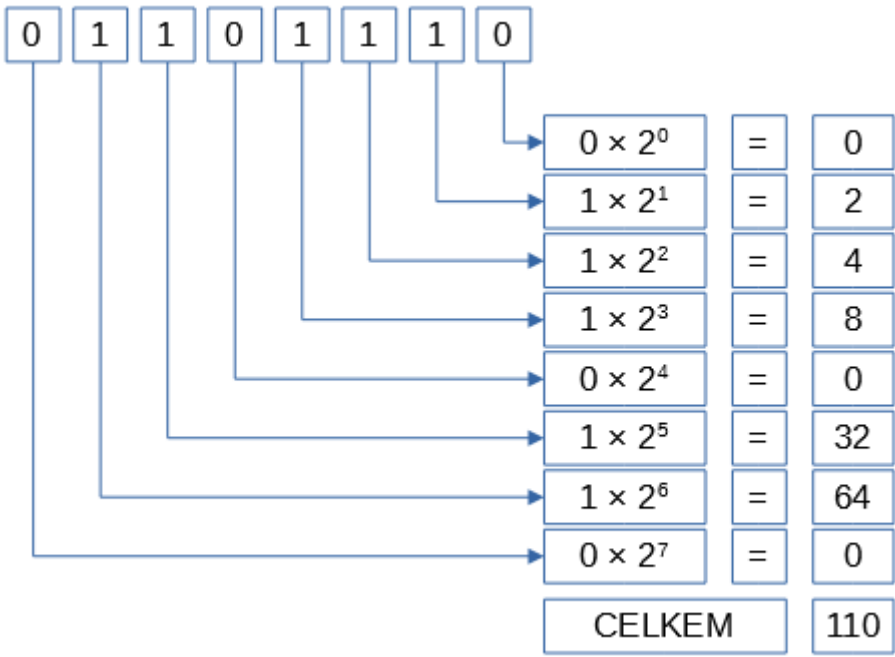 0 1 1 0 1 1 1 0
0 × 2⁰ = 0
1 × 2¹ = 2
1 × 2² = 4
1 × 2³ = 8
0 × 2⁴ = 0
1 × 2⁵ = 32
1 × 2⁶ = 64
0 × 2⁷ = 0
CELKEM 110